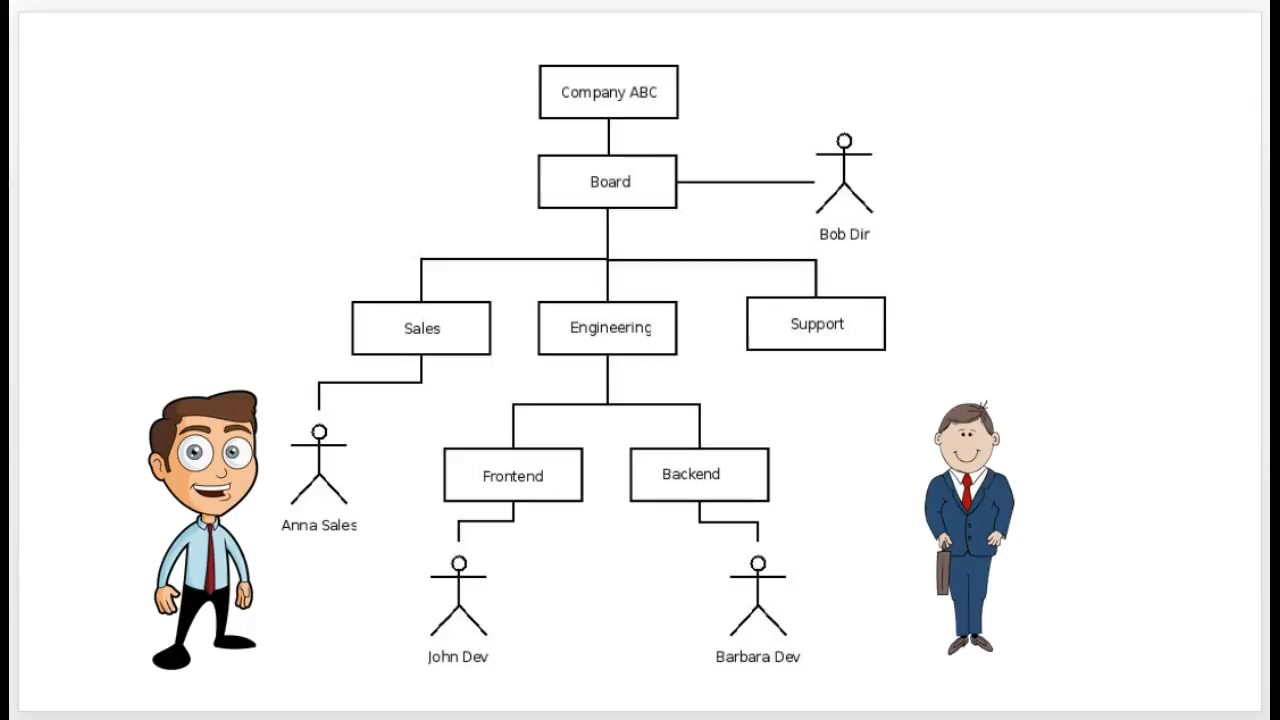 Company ABC
Board
Bob Dir
Sales
Engineering
Support
Anna Sales
Frontend
Backend
John Dev
Barbara Dev